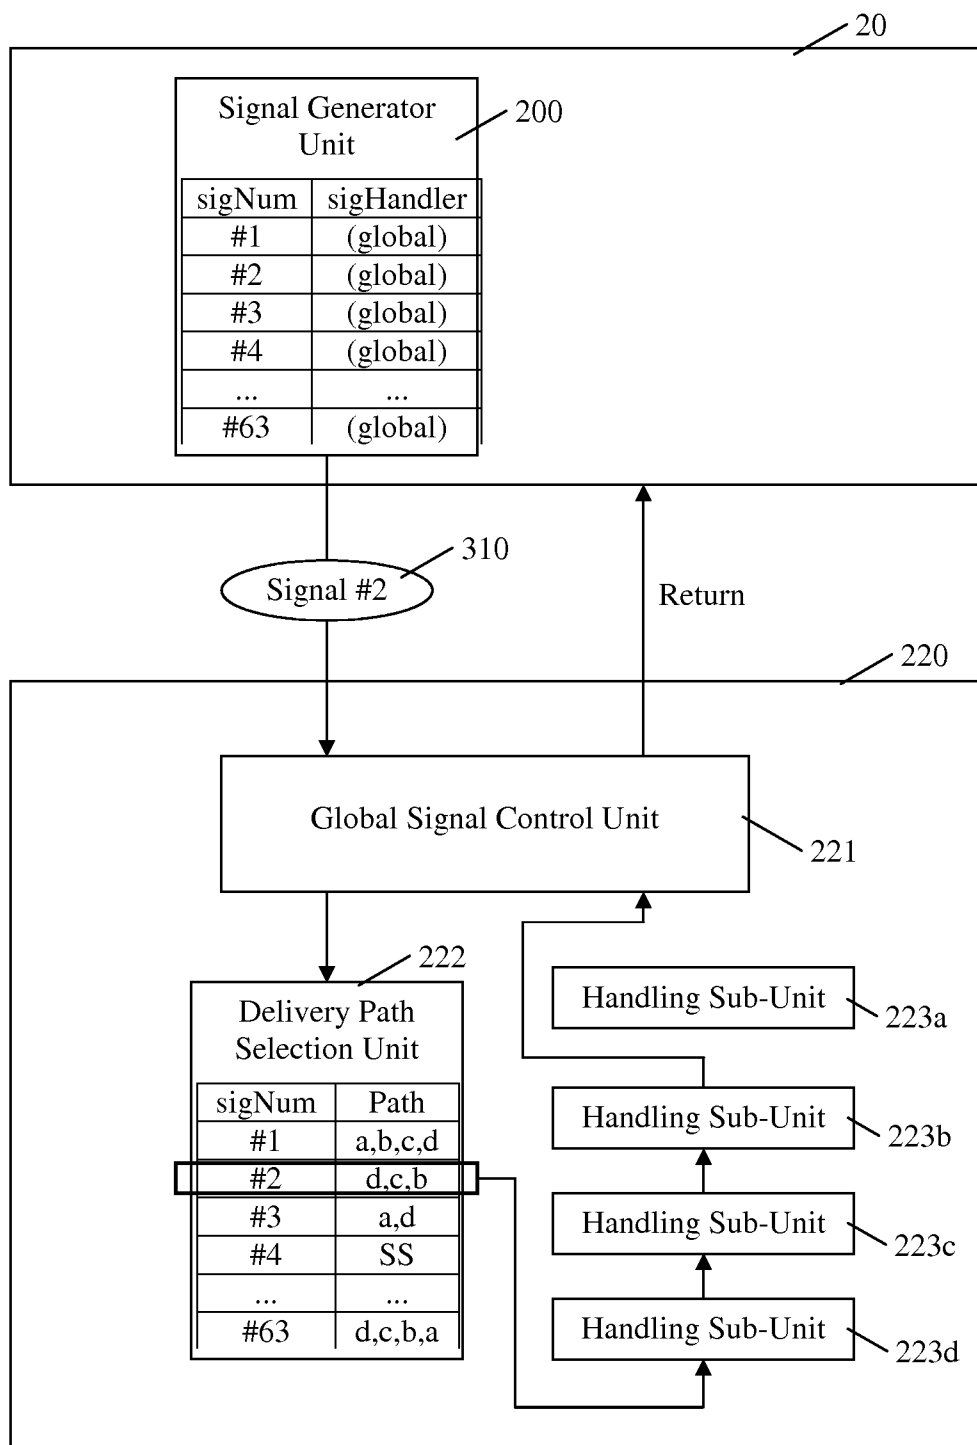 20
Signal Generator
Unit
200
sigNum sigHandler
#1 (global)
#2 (global)
#3 (global)
#4 (global)
... ...
#63 (global)
310
Signal #2
Return
220
Global Signal Control Unit
221
222
Delivery Path
Selection Unit
sigNum Path
#1 a,b,c,d
#2 d,c,b
#3 a,d
#4 SS
... ...
#63 d,c,b,a
Handling Sub-Unit
223a
Handling Sub-Unit
223b
Handling Sub-Unit
223c
Handling Sub-Unit
223d